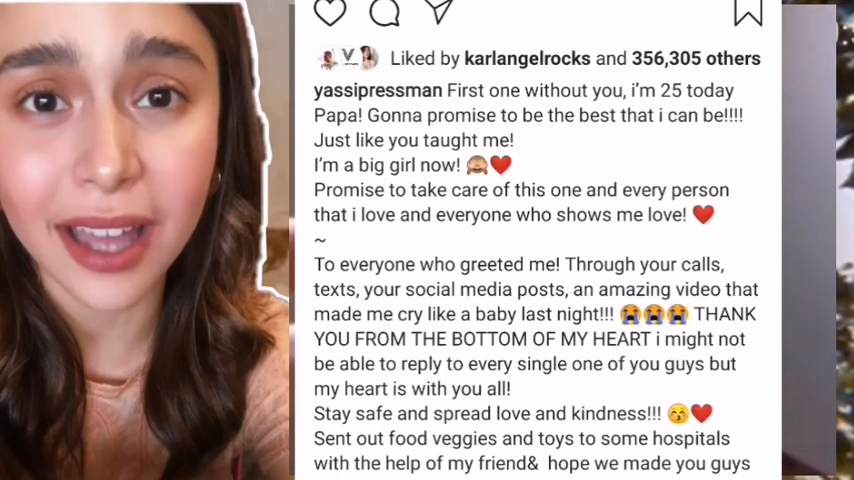 Liked by karlangelrocks and 356,305 others
yassipressman First one without you, i'm 25 today
Papa! Gonna promise to be the best that i can be!!!!
Just like you taught me!
I'm a big girl now! 🙈❤️
Promise to take care of this one and every person
that i love and everyone who shows me love! ❤️
~
To everyone who greeted me! Through your calls,
texts, your social media posts, an amazing video that
made me cry like a baby last night!!! 😭😭😭 THANK
YOU FROM THE BOTTOM OF MY HEART i might not
be able to reply to every single one of you guys but
my heart is with you all!
Stay safe and spread love and kindness!!! 😚❤️
Sent out food veggies and toys to some hospitals
with the help of my friend& hope we made you guys